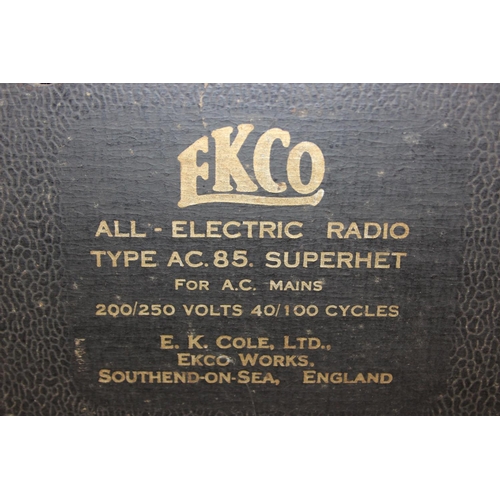 EKCO
ALL - ELECTRIC RADIO
TYPE AC. 85. SUPERHET
FOR A.C. MAINS
200/250 VOLTS 40/100 CYCLES
E. K. COLE, LTD.,
EKCO WORKS,
SOUTHEND-ON-SEA, ENGLAND